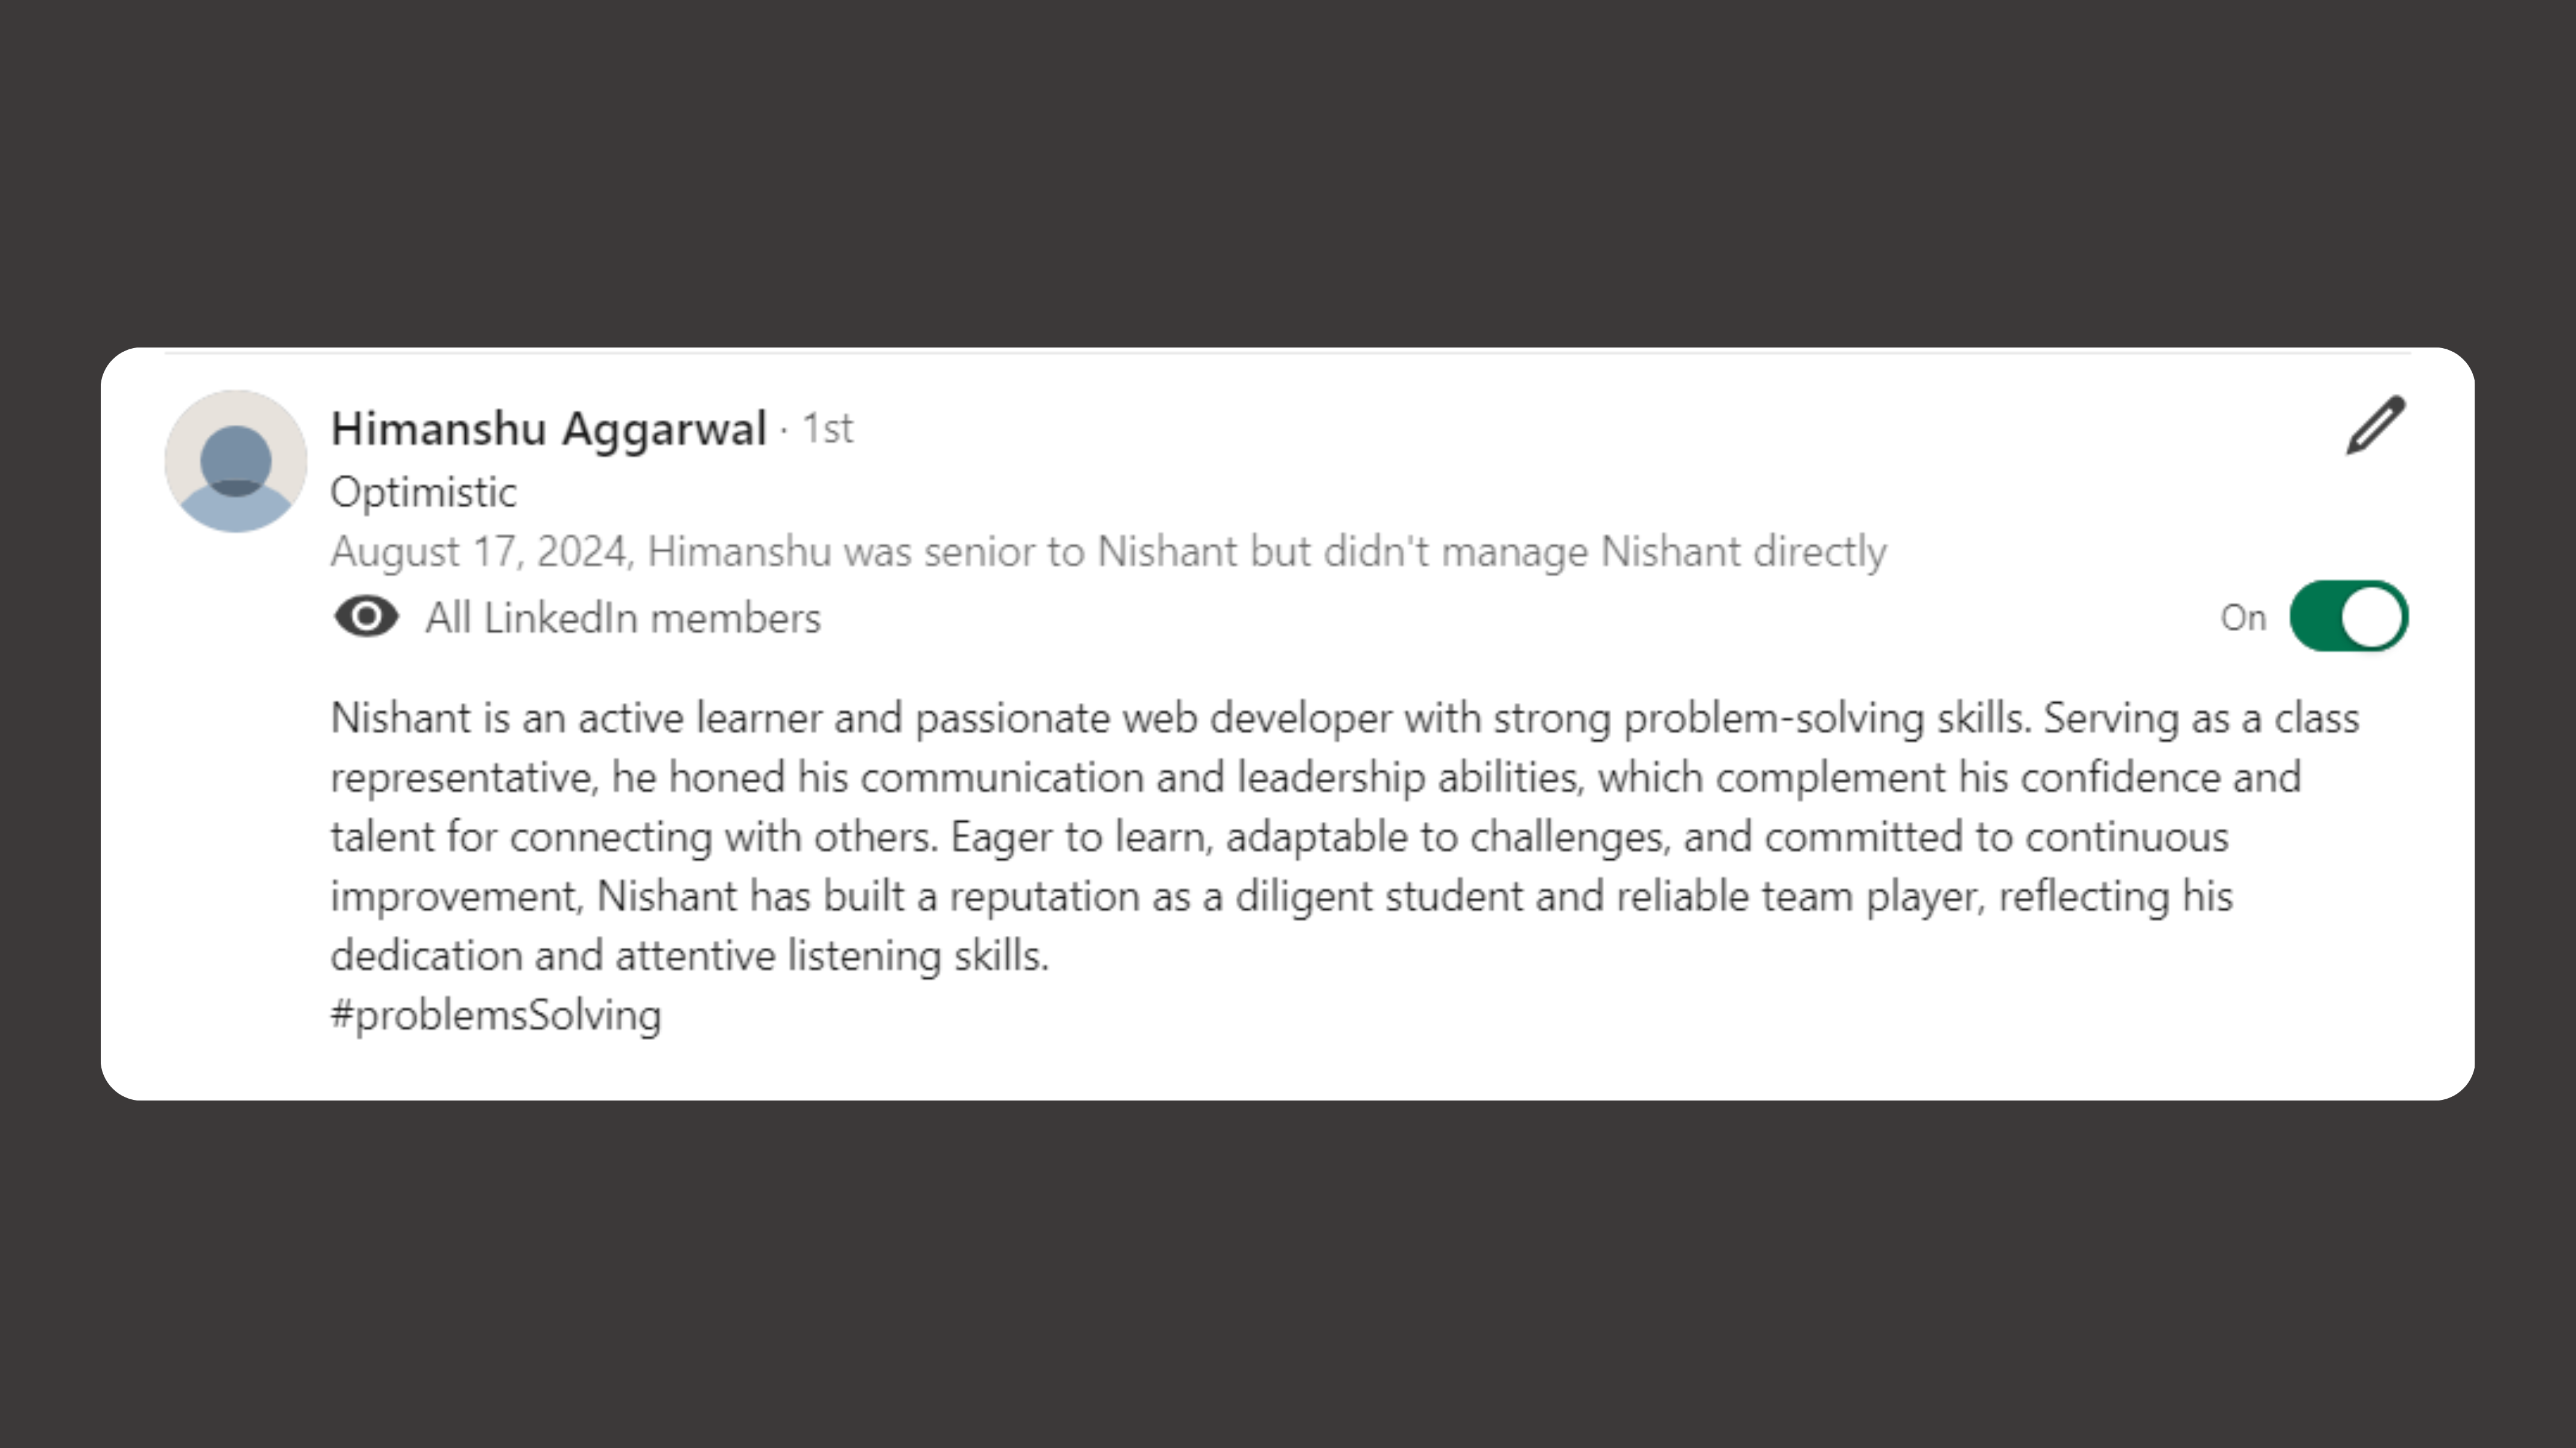 Himanshu Aggarwal · 1st
Optimistic
August 17, 2024, Himanshu was senior to Nishant but didn't manage Nishant directly
All LinkedIn members
On
Nishant is an active learner and passionate web developer with strong problem-solving skills. Serving as a class
representative, he honed his communication and leadership abilities, which complement his confidence and
talent for connecting with others. Eager to learn, adaptable to challenges, and committed to continuous
improvement, Nishant has built a reputation as a diligent student and reliable team player, reflecting his
dedication and attentive listening skills.
#problemsSolving